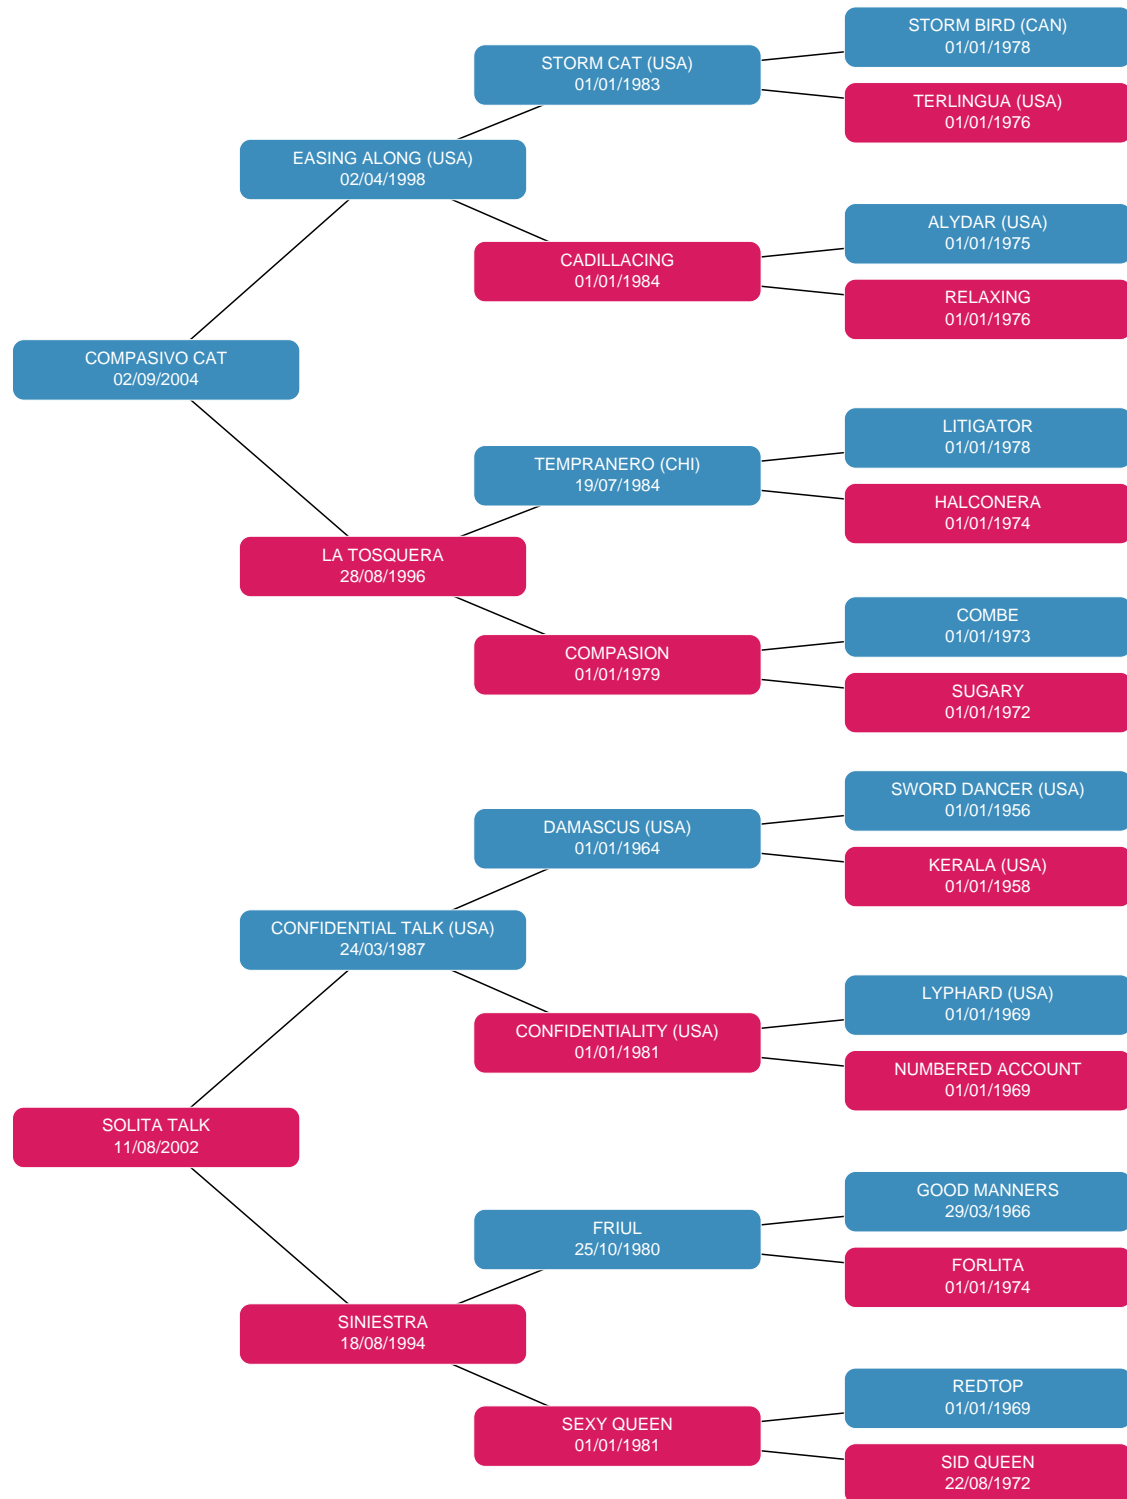 STORM BIRD (CAN)
01/01/1978
STORM CAT (USA)
01/01/1983
TERLINGUA (USA)
01/01/1976
EASING ALONG (USA)
02/04/1998
ALYDAR (USA)
01/01/1975
CADILLACING
01/01/1984
RELAXING
01/01/1976
COMPASIVO CAT
02/09/2004
LITIGATOR
01/01/1978
TEMPRANERO (CHI)
19/07/1984
HALCONERA
01/01/1974
LA TOSQUERA
28/08/1996
COMBE
01/01/1973
COMPASION
01/01/1979
SUGARY
01/01/1972
SWORD DANCER (USA)
01/01/1956
DAMASCUS (USA)
01/01/1964
KERALA (USA)
01/01/1958
CONFIDENTIAL TALK (USA)
24/03/1987
LYPHARD (USA)
01/01/1969
CONFIDENTIALITY (USA)
01/01/1981
NUMBERED ACCOUNT
01/01/1969
SOLITA TALK
11/08/2002
GOOD MANNERS
29/03/1966
FRIUL
25/10/1980
FORLITA
01/01/1974
SINIESTRA
18/08/1994
REDTOP
01/01/1969
SEXY QUEEN
01/01/1981
SID QUEEN
22/08/1972